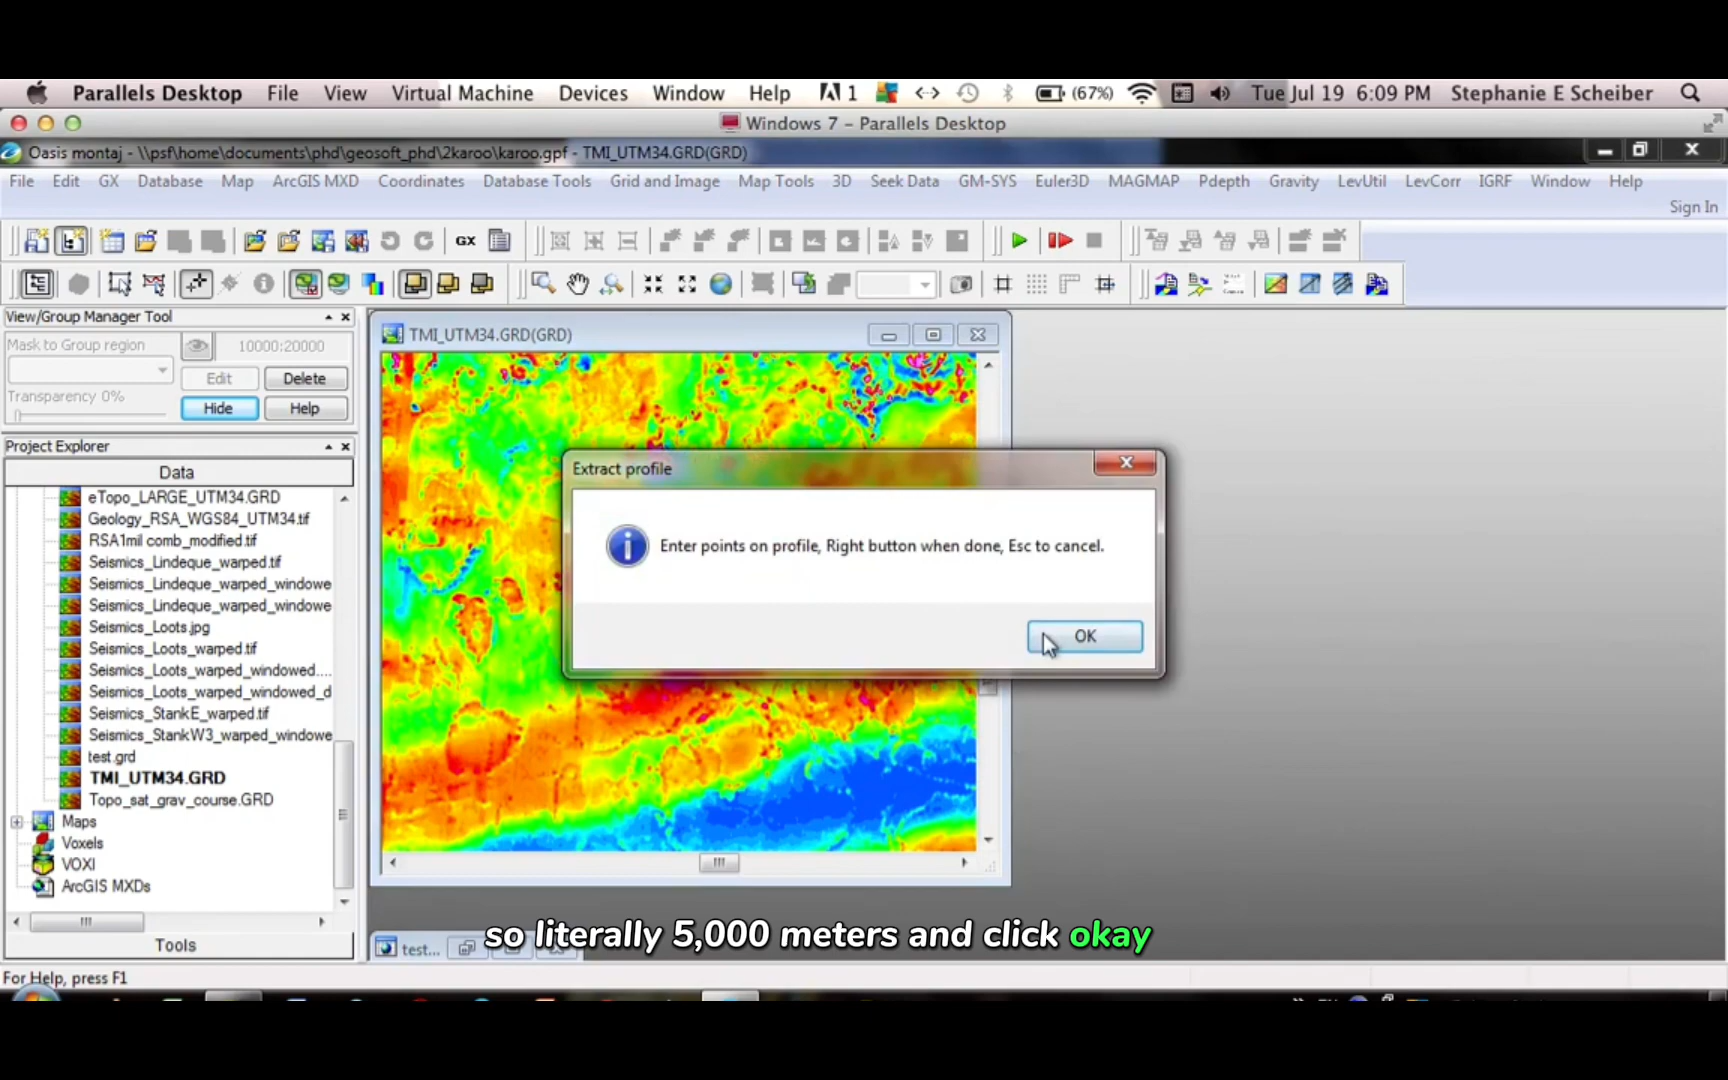 Parallels Desktop File View Virtual Machine Devices Window Help 1 (67%) Tue Jul 19 6:09 PM Stephanie E Scheiber
Windows 7 – Parallels Desktop
Oasis montaj - \\psf\home\documents\phd\geosoft_phd\2karoo\karoo.gpf - TMI_UTM34.GRD(GRD)
File Edit GX Database Map ArcGIS MXD Coordinates Database Tools Grid and Image Map Tools 3D Seek Data GM-SYS Euler3D MAGMAP Pdepth Gravity LevUtil LevCorr IGRF Window Help
Sign In
GX
View/Group Manager Tool
Mask to Group region 10000:20000
Edit Delete
Transparency 0%
Hide Help
Project Explorer
Data
eTopo_LARGE_UTM34.GRD
Geology_RSA_WGS84_UTM34.tif
RSA1mil comb_modified.tif
Seismics_Lindeque_warped.tif
Seismics_Lindeque_warped_windowe
Seismics_Lindeque_warped_windowe
Seismics_Loots.jpg
Seismics_Loots_warped.tif
Seismics_Loots_warped_windowed....
Seismics_Loots_warped_windowed_d
Seismics_StankE_warped.tif
Seismics_StankW3_warped_windowe
test.grd
TMI_UTM34.GRD
Topo_sat_grav_course.GRD
Maps
Voxels
VOXI
ArcGIS MXDs
Tools
For Help, press F1
TMI_UTM34.GRD(GRD)
Extract profile
Enter points on profile, Right button when done, Esc to cancel.
OK
test...
so literally 5,000 meters and click okay